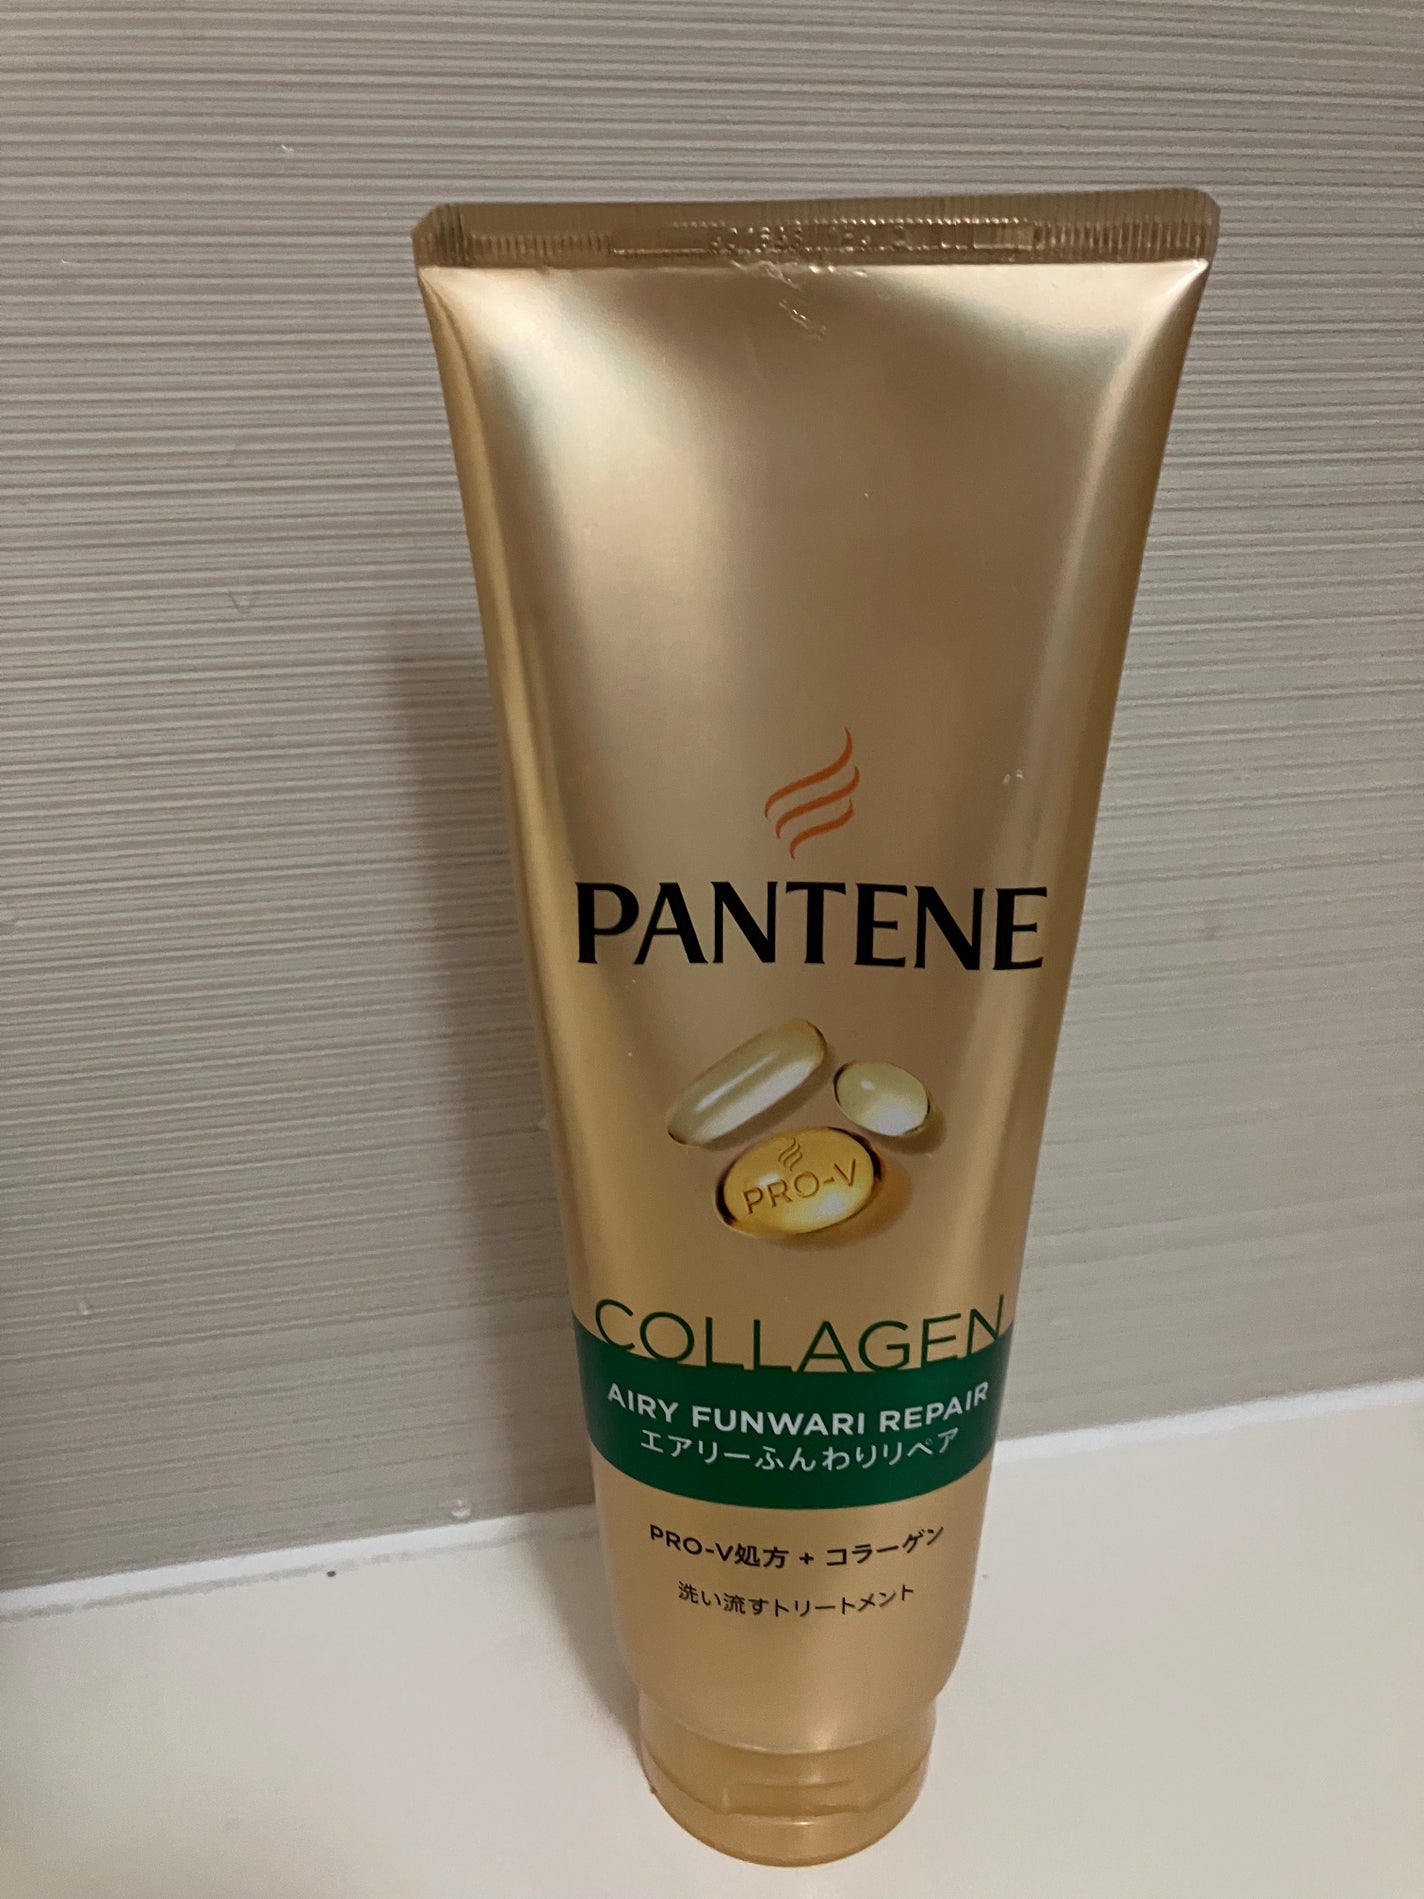 PANTENE
PRO-V
COLLAGEN
AIRY FUNWARI REPAIR
エアリーふんわりリペア
PRO-V処方 + コラーゲン
洗い流すトリートメント